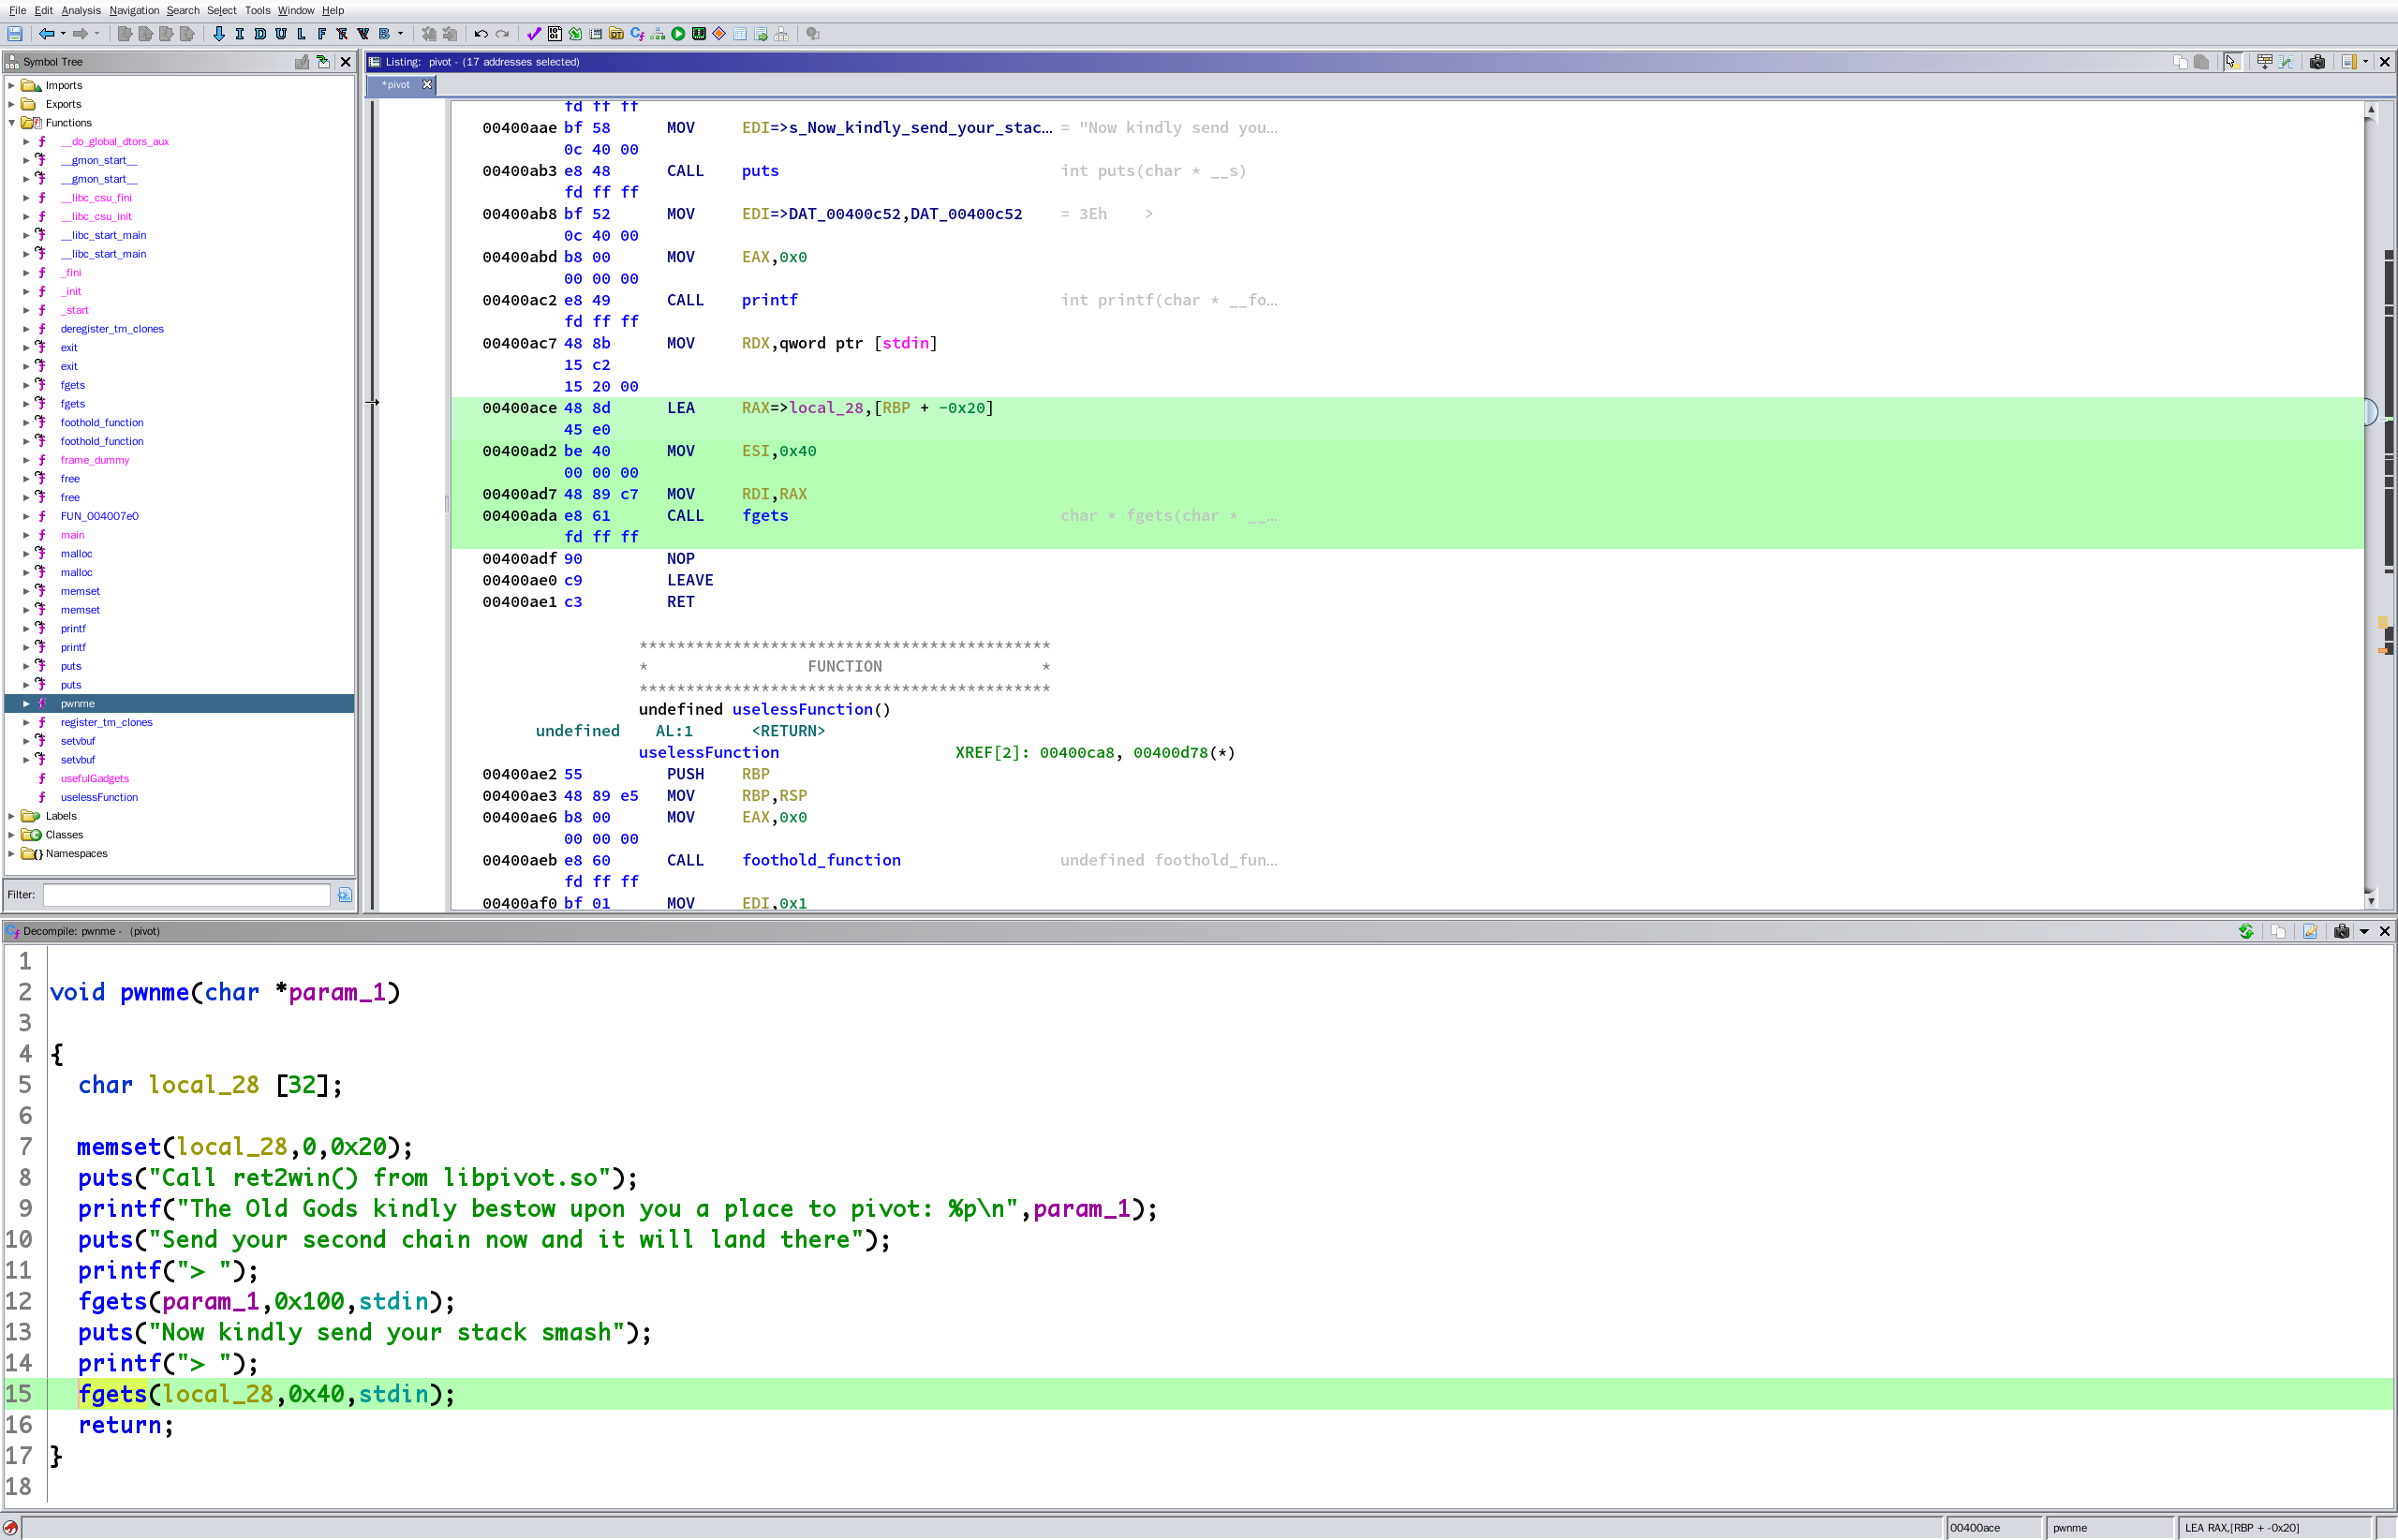 File Edit Analysis Navigation Search Select Tools Window Help
I D U L F B
Symbol Tree
Imports
Exports
Functions
__do_global_dtors_aux
__gmon_start__
__gmon_start__
__libc_csu_fini
__libc_csu_init
__libc_start_main
__libc_start_main
_fini
_init
_start
deregister_tm_clones
exit
exit
fgets
fgets
foothold_function
foothold_function
frame_dummy
free
free
FUN_004007e0
main
malloc
malloc
memset
memset
printf
printf
puts
puts
pwnme
register_tm_clones
setvbuf
setvbuf
usefulGadgets
uselessFunction
Labels
Classes
Namespaces
Filter:
Listing: pivot - (17 addresses selected)
*pivot
fd ff ff
00400aae bf 58 MOV EDI=>s_Now_kindly_send_your_stac... = "Now kindly send you...
0c 40 00
00400ab3 e8 48 CALL puts int puts(char * __s)
fd ff ff
00400ab8 bf 52 MOV EDI=>DAT_00400c52,DAT_00400c52 = 3Eh >
0c 40 00
00400abd b8 00 MOV EAX,0x0
00 00 00
00400ac2 e8 49 CALL printf int printf(char * __fo...
fd ff ff
00400ac7 48 8b MOV RDX,qword ptr [stdin]
15 c2
15 20 00
00400ace 48 8d LEA RAX=>local_28,[RBP + -0x20]
45 e0
00400ad2 be 40 MOV ESI,0x40
00 00 00
00400ad7 48 89 c7 MOV RDI,RAX
00400ada e8 61 CALL fgets char * fgets(char * __...
fd ff ff
00400adf 90 NOP
00400ae0 c9 LEAVE
00400ae1 c3 RET
********************************************
* FUNCTION *
********************************************
undefined uselessFunction()
undefined AL:1 <RETURN>
uselessFunction XREF[2]: 00400ca8, 00400d78(*)
00400ae2 55 PUSH RBP
00400ae3 48 89 e5 MOV RBP,RSP
00400ae6 b8 00 MOV EAX,0x0
00 00 00
00400aeb e8 60 CALL foothold_function undefined foothold_fun...
fd ff ff
00400af0 bf 01 MOV EDI,0x1
Decompile: pwnme - (pivot)
1
2 void pwnme(char *param_1)
3
4 {
5 char local_28 [32];
6
7 memset(local_28,0,0x20);
8 puts("Call ret2win() from libpivot.so");
9 printf("The Old Gods kindly bestow upon you a place to pivot: %p\n",param_1);
10 puts("Send your second chain now and it will land there");
11 printf("> ");
12 fgets(param_1,0x100,stdin);
13 puts("Now kindly send your stack smash");
14 printf("> ");
15 fgets(local_28,0x40,stdin);
16 return;
17 }
18
00400ace pwnme LEA RAX,[RBP + -0x20]